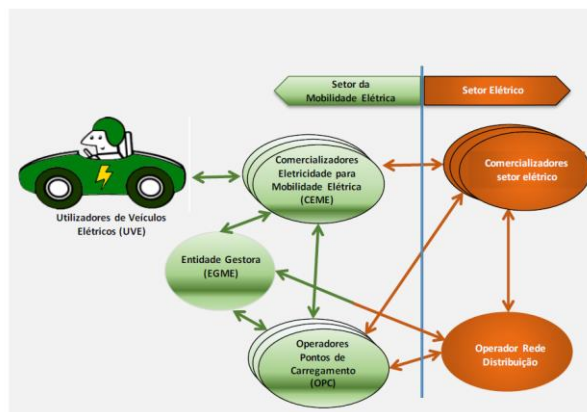 Setor da
Mobilidade Elétrica
Setor Elétrico
Comercializadores
Eletricidade para
Mobilidade Elétrica
(CEME)
Comercializadores
setor elétrico
Utilizadores de Veículos
Elétricos (UVE)
Entidade Gestora
(EGME)
Operadores
Pontos de
Carregamento
(OPC)
Operador Rede
Distribuição